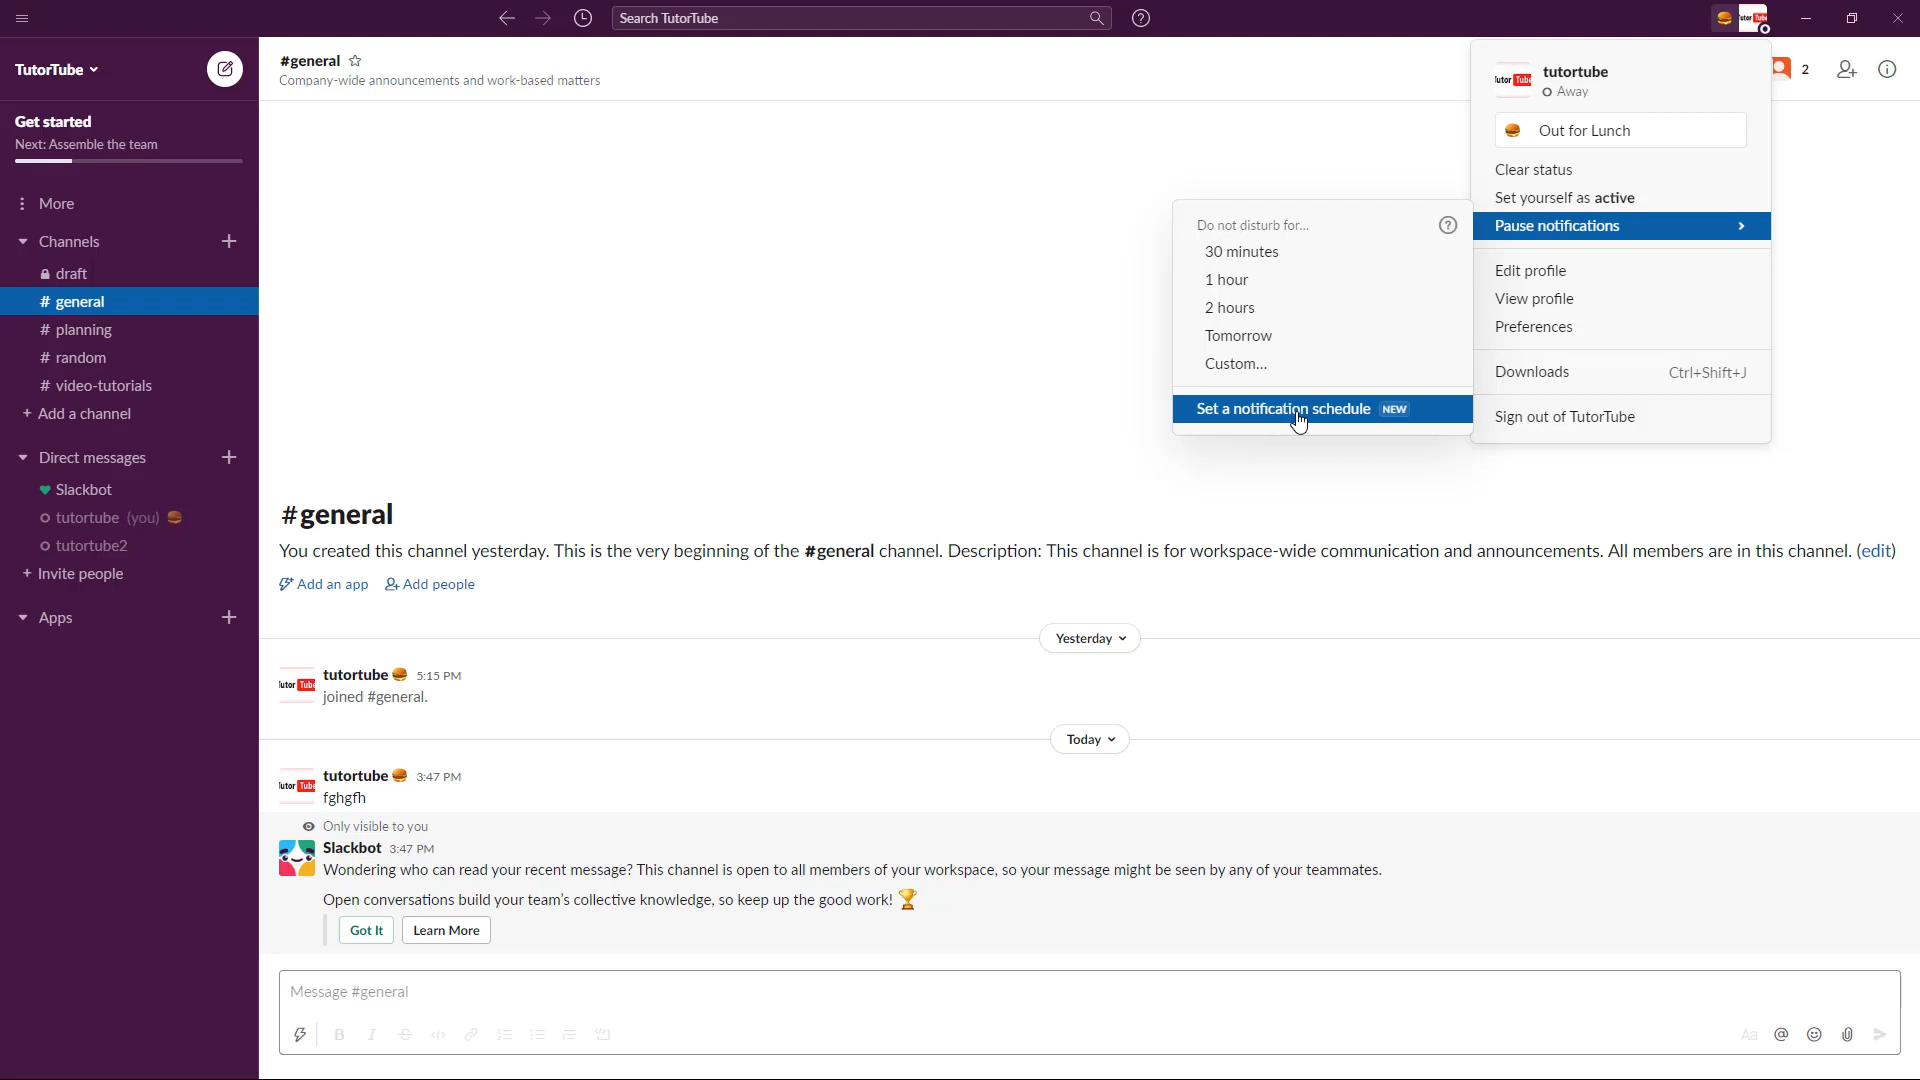 Search TutorTube
TutorTube
#general
Company-wide announcements and work-based matters
2
Get started
Next: Assemble the team
More
Channels
draft
# general
# planning
# random
# video-tutorials
+ Add a channel
Direct messages
Slackbot
tutortube (you)
tutortube2
+ Invite people
Apps
Tutor Tube
tutortube
Away
Out for Lunch
Clear status
Set yourself as active
Pause notifications
Edit profile
View profile
Preferences
Downloads Ctrl+Shift+J
Sign out of TutorTube
Do not disturb for...
30 minutes
1 hour
2 hours
Tomorrow
Custom...
Set a notification schedule NEW
#general
You created this channel yesterday. This is the very beginning of the #general channel. Description: This channel is for workspace-wide communication and announcements. All members are in this channel. (edit)
Add an app Add people
Yesterday
Tutor Tube
tutortube 5:15 PM
joined #general.
Today
Tutor Tube
tutortube 3:47 PM
fghgfh
Only visible to you
Slackbot 3:47 PM
Wondering who can read your recent message? This channel is open to all members of your workspace, so your message might be seen by any of your teammates.
Open conversations build your team's collective knowledge, so keep up the good work!
Got It Learn More
Message #general
B I S </> Aa @